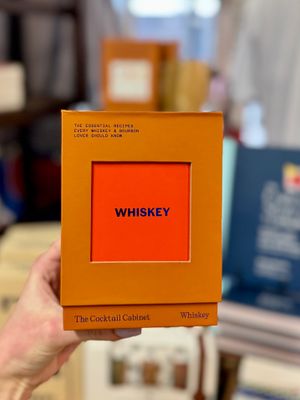 THE ESSENTIAL RECIPES
EVERY WHISKEY & BOURBON
LOVER SHOULD KNOW
WHISKEY
The Cocktail Cabinet Whiskey